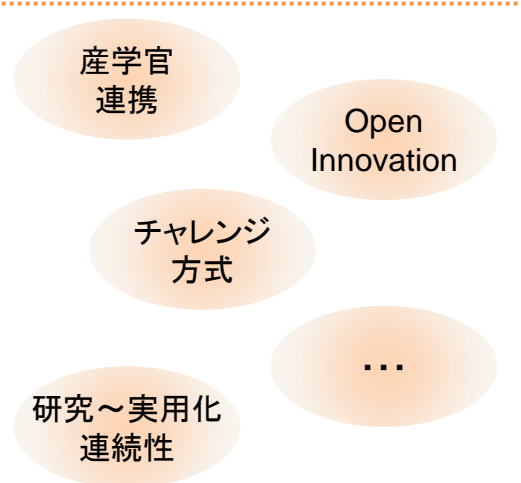 産学官
連携
Open
Innovation
チャレンジ
方式
...
研究～実用化
連続性